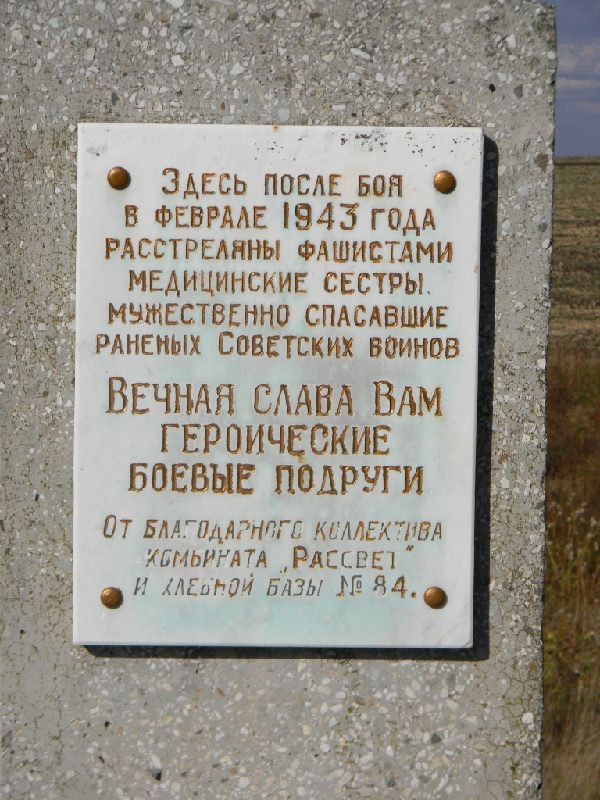 Здесь после боя
в феврале 1943 года
расстреляны фашистами
медицинские сестры,
мужественно спасавшие
раненых Советских воинов
Вечная слава Вам
героические
боевые подруги
От благодарного коллектива
комбината „Рассвет"
и хлебной базы № 84.